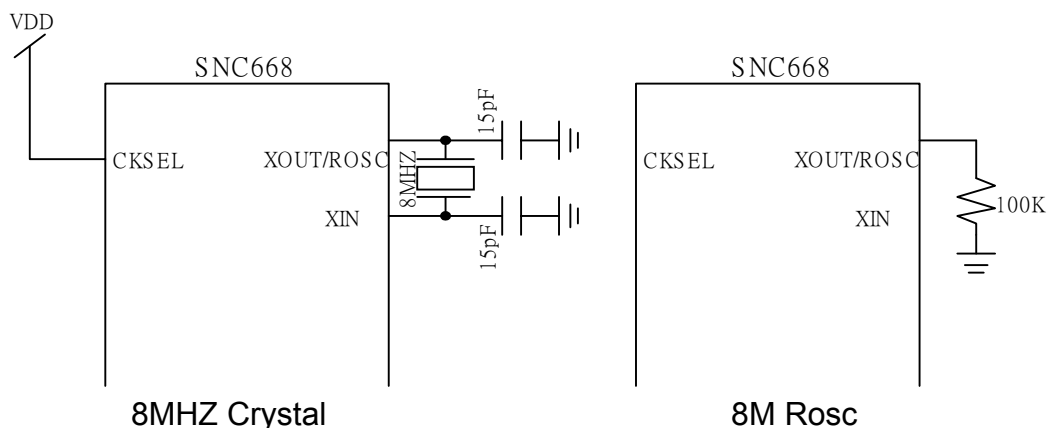 VDD
SNC668
CKSEL
XOUT/ROSC
XIN
8MHZ
15pF
15pF
8MHZ Crystal
SNC668
CKSEL
XOUT/ROSC
XIN
100K
8M Rosc